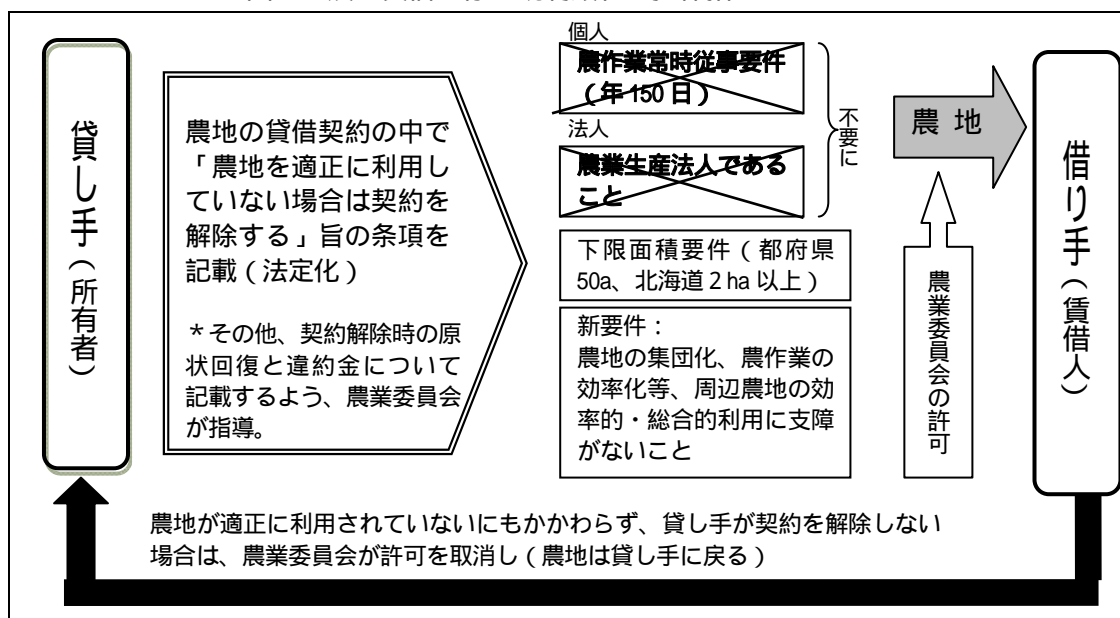 貸し手（所有者）
農地の貸借契約の中で
「農地を適正に利用し
ていない場合は契約を
解除する」旨の条項を
記載（法定化）
＊その他、契約解除時の原
状回復と違約金について
記載するよう、農業委員会
が指導。
個人
農作業常時従事要件
（年150日）
法人
農業生産法人である
こと
不要に
下限面積要件（都府県
50a、北海道2ha以上）
新要件：
農地の集団化、農作業の
効率化等、周辺農地の効
率的・総合的利用に支障
がないこと
農地
農業委員会の許可
借り手（賃借人）
農地が適正に利用されていないにもかかわらず、貸し手が契約を解除しない
場合は、農業委員会が許可を取消し（農地は貸し手に戻る）